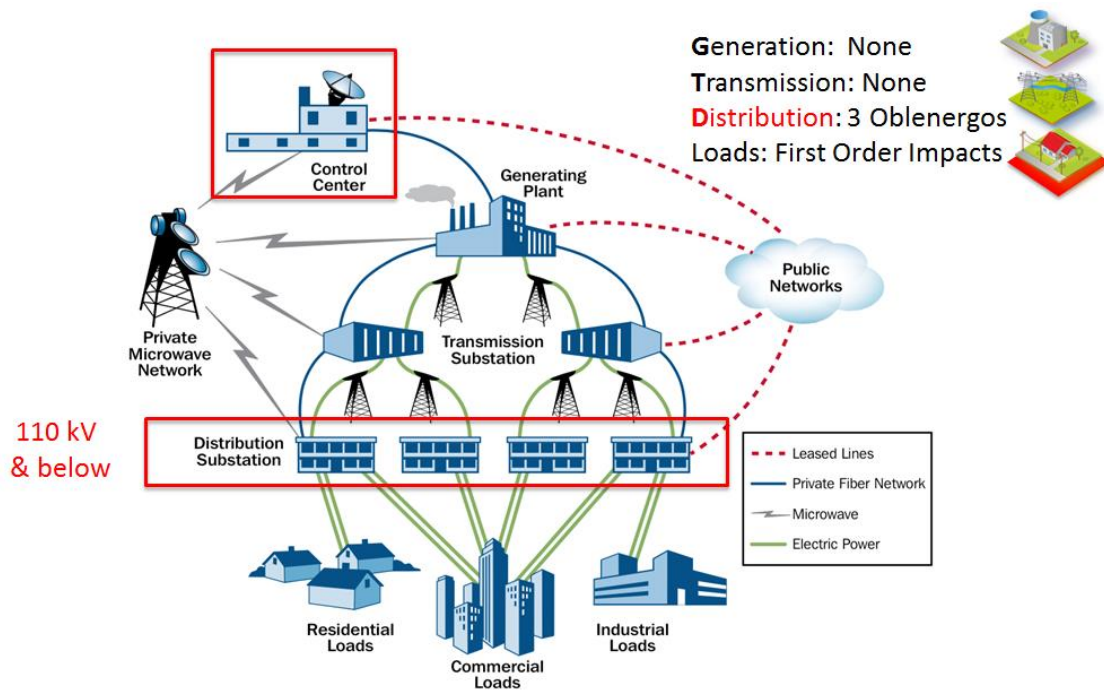 Generation: None
Transmission: None
Distribution: 3 Oblenergos
Loads: First Order Impacts
Control
Center
Generating
Plant
Public
Networks
Private
Microwave
Network
Transmission
Substation
110 kV
& below
Distribution
Substation
Leased Lines
Private Fiber Network
Microwave
Electric Power
Residential
Loads
Commercial
Loads
Industrial
Loads